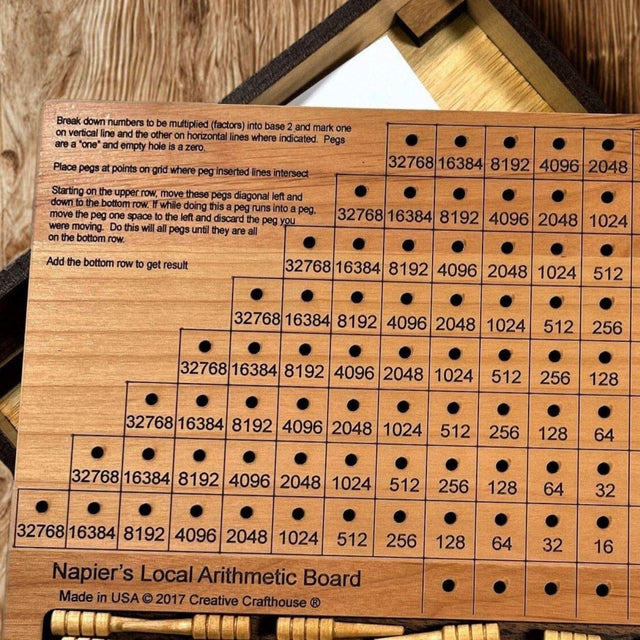 Break down numbers to be multiplied (factors) into base 2 and mark one
on vertical line and the other on horizontal lines where indicated. Pegs
are a "one" and empty hole is a zero.
Place pegs at points on grid where peg inserted lines intersect
Starting on the upper row, move these pegs diagonal left and
down to the bottom row. If while doing this a peg runs into a peg,
move the peg one space to the left and discard the peg you
were moving. Do this will all pegs until they are all
on the bottom row.
Add the bottom row to get result
32768 16384 8192 4096 2048
32768 16384 8192 4096 2048 1024
32768 16384 8192 4096 2048 1024 512
32768 16384 8192 4096 2048 1024 512 256
32768 16384 8192 4096 2048 1024 512 256 128
32768 16384 8192 4096 2048 1024 512 256 128 64
32768 16384 8192 4096 2048 1024 512 256 128 64 32
32768 16384 8192 4096 2048 1024 512 256 128 64 32 16
Napier's Local Arithmetic Board
Made in USA © 2017 Creative Crafthouse ®